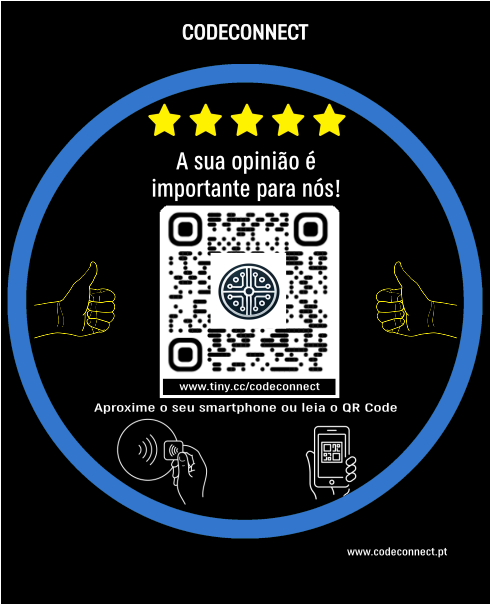 CODECONNECT
A sua opinião é
importante para nós!
www.tiny.cc/codeconnect
Aproxime o seu smartphone ou leia o QR Code
www.codeconnect.pt